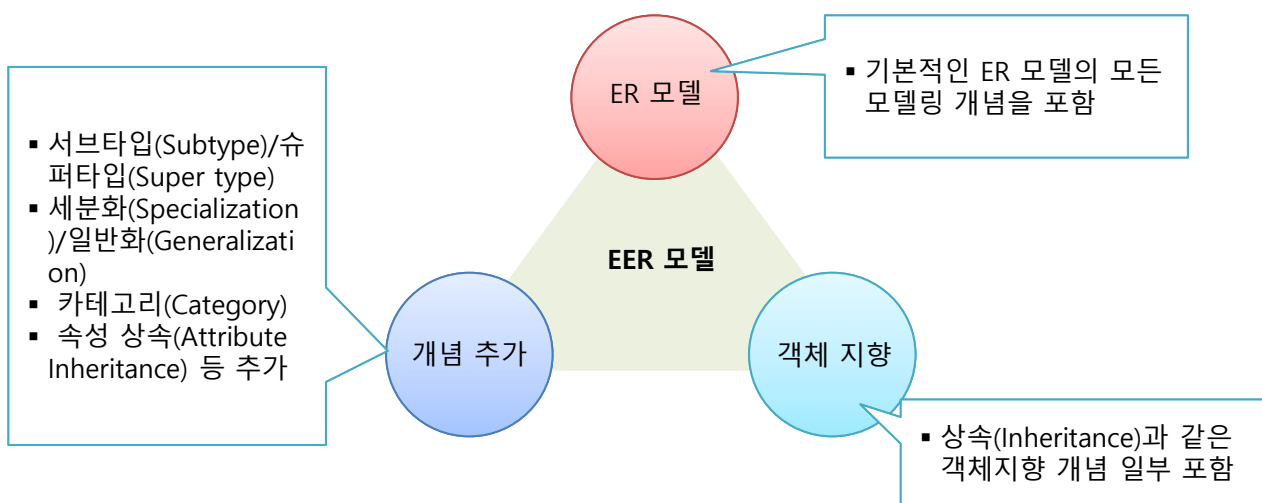 ER 모델
▪ 기본적인 ER 모델의 모든
모델링 개념을 포함
▪ 서브타입(Subtype)/슈
퍼타입(Super type)
▪ 세분화(Specialization
)/일반화(Generalizati
on)
▪ 카테고리(Category)
▪ 속성 상속(Attribute
Inheritance) 등 추가
EER 모델
개념 추가
객체 지향
▪ 상속(Inheritance)과 같은
객체지향 개념 일부 포함